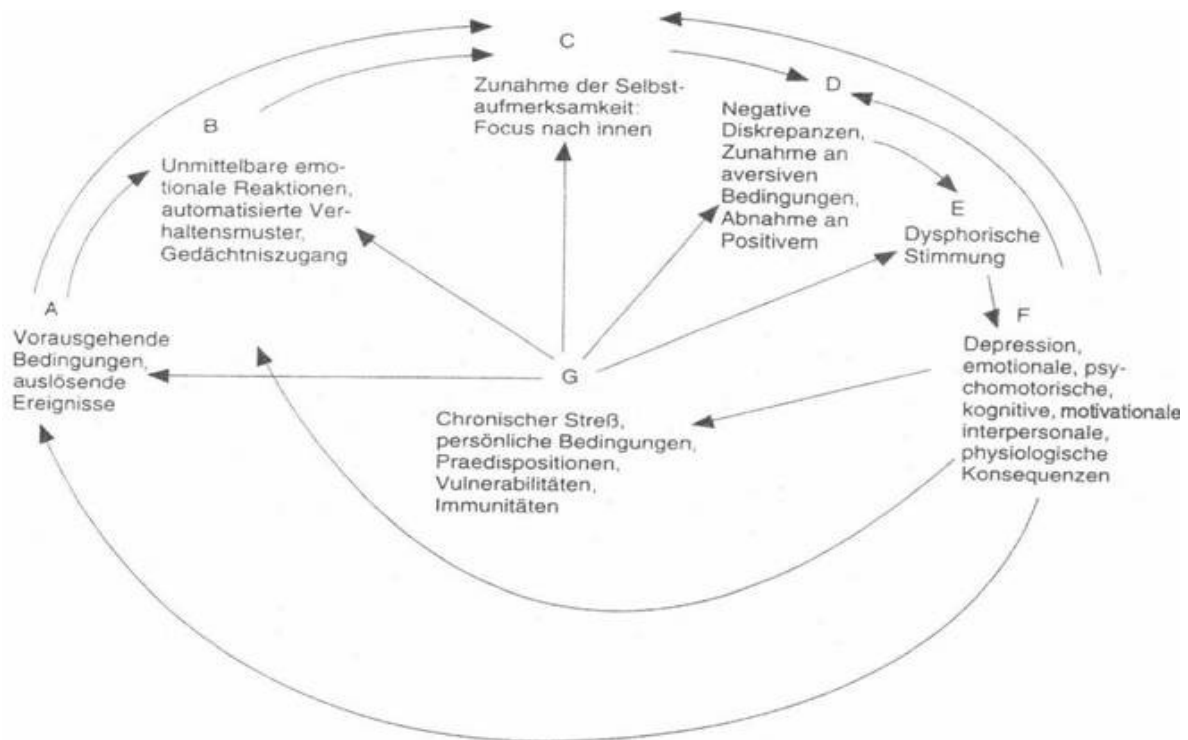 A
Vorausgehende
Bedingungen,
auslösende
Ereignisse
B
Unmittelbare emo-
tionale Reaktionen,
automatisierte Ver-
haltensmuster,
Gedächtniszugang
C
Zunahme der Selbst-
aufmerksamkeit:
Focus nach innen
D
Negative
Diskrepanzen,
Zunahme an
aversiven
Bedingungen,
Abnahme an
Positivem
E
Dysphorische
Stimmung
F
Depression,
emotionale, psy-
chomotorische,
kognitive, motivationale
interpersonale,
physiologische
Konsequenzen
G
Chronischer Streß,
persönliche Bedingungen,
Praedispositionen,
Vulnerabilitäten,
Immunitäten